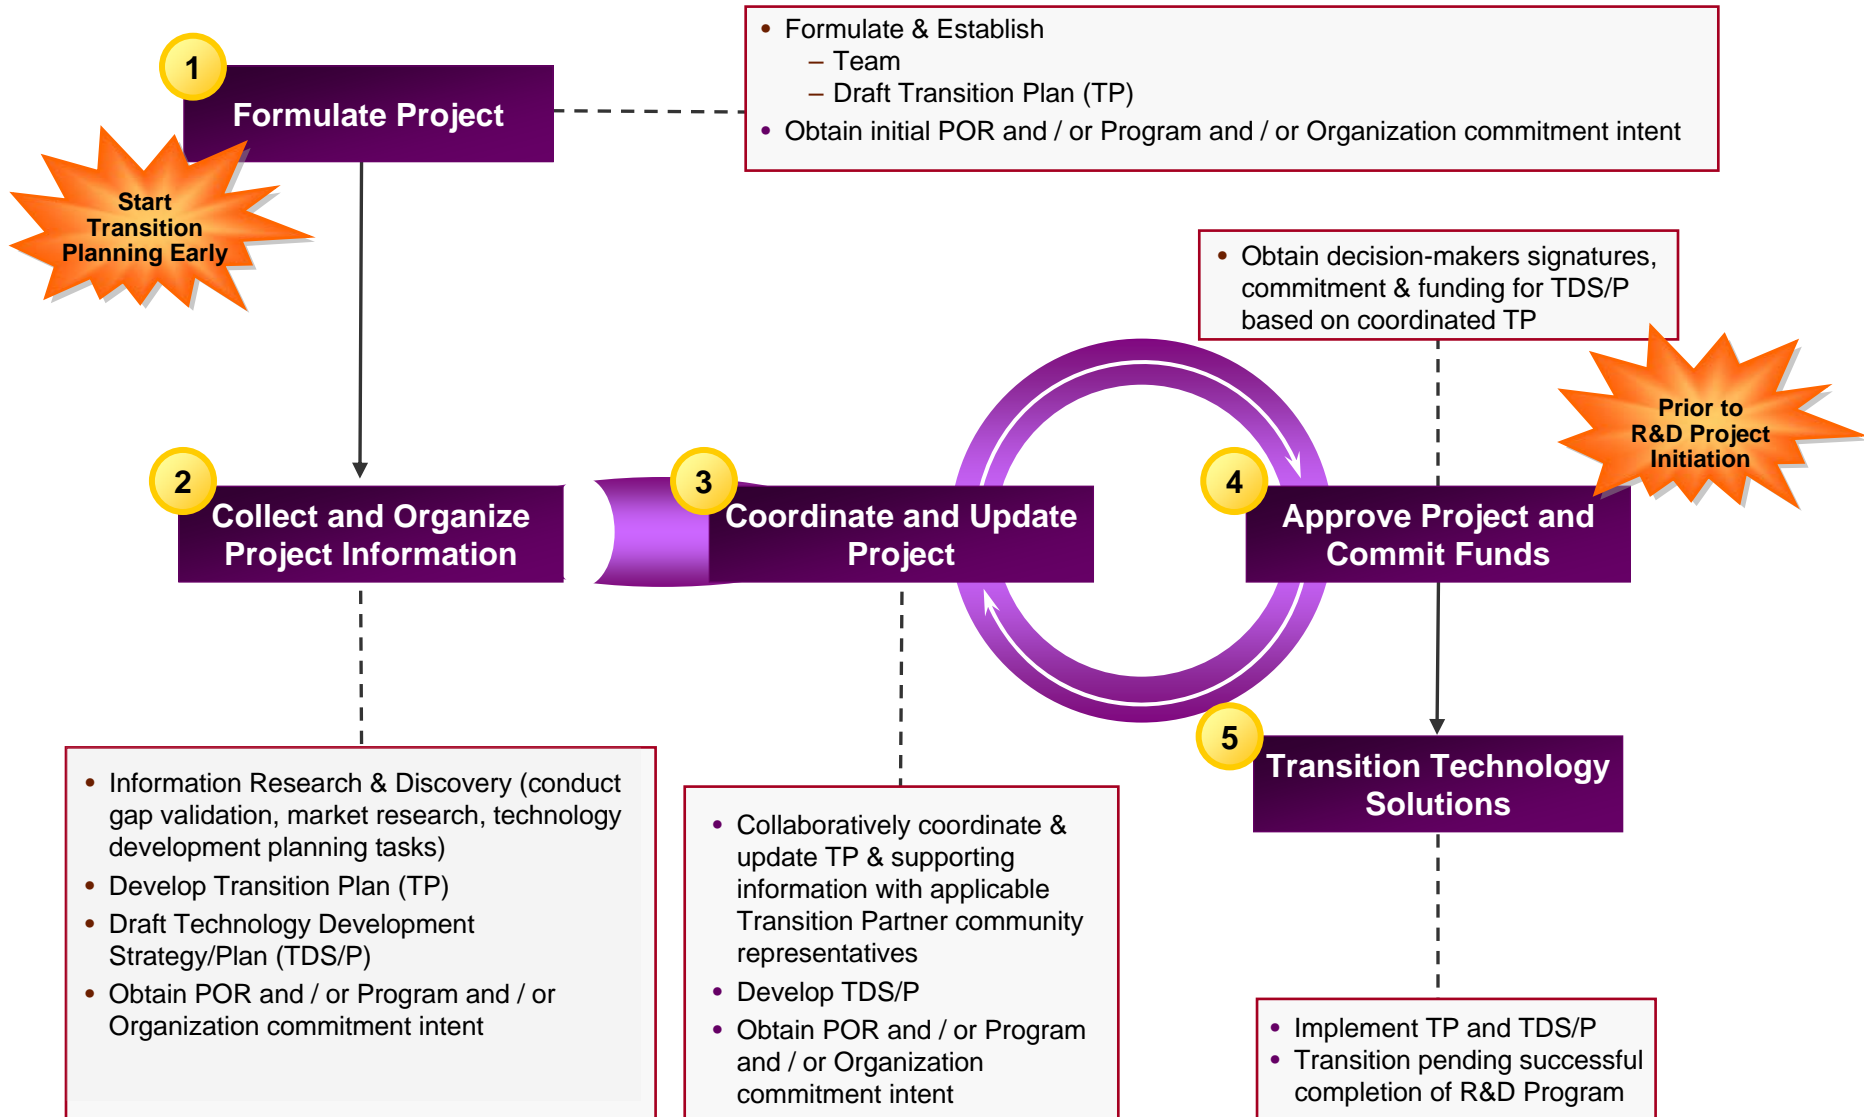 1
Formulate Project
• Formulate & Establish
– Team
– Draft Transition Plan (TP)
• Obtain initial POR and / or Program and / or Organization commitment intent
Start
Transition
Planning Early
• Obtain decision-makers signatures,
commitment & funding for TDS/P
based on coordinated TP
Prior to
R&D Project
Initiation
2
Collect and Organize
Project Information
3
Coordinate and Update
Project
4
Approve Project and
Commit Funds
5
Transition Technology
Solutions
• Information Research & Discovery (conduct
gap validation, market research, technology
development planning tasks)
• Develop Transition Plan (TP)
• Draft Technology Development
Strategy/Plan (TDS/P)
• Obtain POR and / or Program and / or
Organization commitment intent
• Collaboratively coordinate &
update TP & supporting
information with applicable
Transition Partner community
representatives
• Develop TDS/P
• Obtain POR and / or Program
and / or Organization
commitment intent
• Implement TP and TDS/P
• Transition pending successful
completion of R&D Program